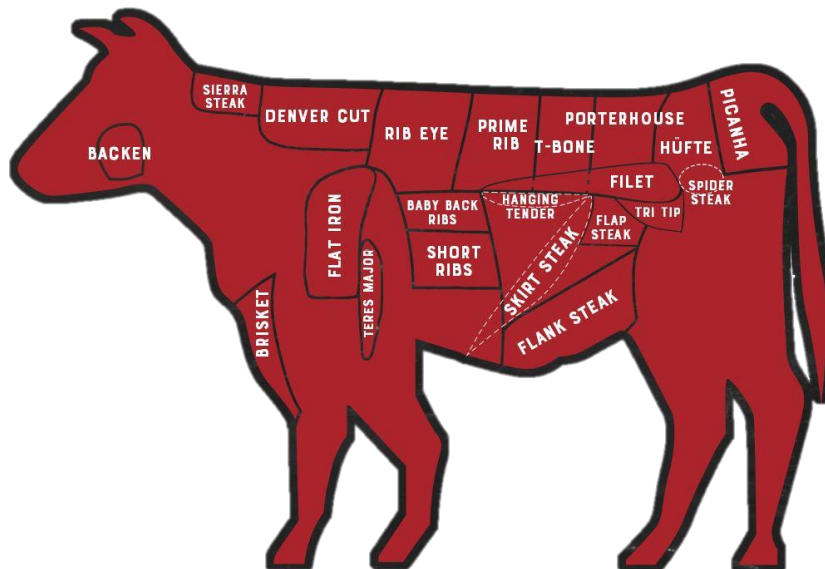 SIERRA
STEAK
DENVER CUT
RIB EYE
PRIME
RIB
T-BONE
PORTERHOUSE
HÜFTE
PICANHA
BACKEN
FILET
SPIDER
STEAK
HANGING
TENDER
BABY BACK
RIBS
FLAP
STEAK
TRI TIP
FLAT IRON
SHORT
RIBS
TERES MAJOR
SKIRT STEAK
FLANK STEAK
BRISKET